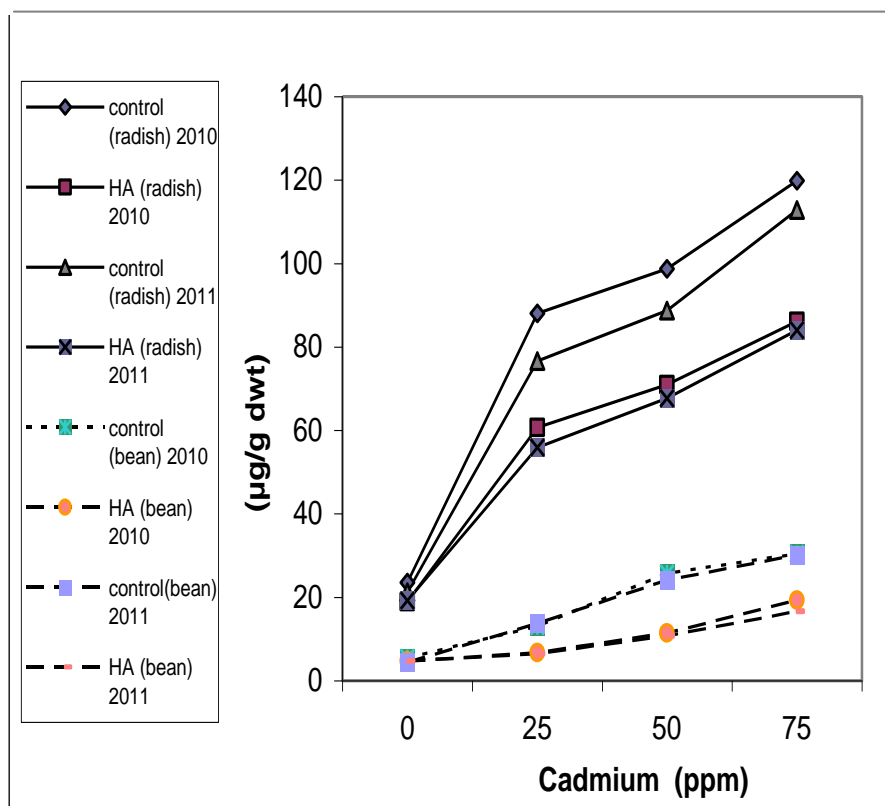 control
(radish) 2010
HA (radish)
2010
control
(radish) 2011
HA (radish)
2011
control
(bean) 2010
HA (bean)
2010
control(bean)
2011
HA (bean)
2011
140
120
100
80
60
40
20
0
(µg/g dwt)
0 25 50 75
Cadmium (ppm)